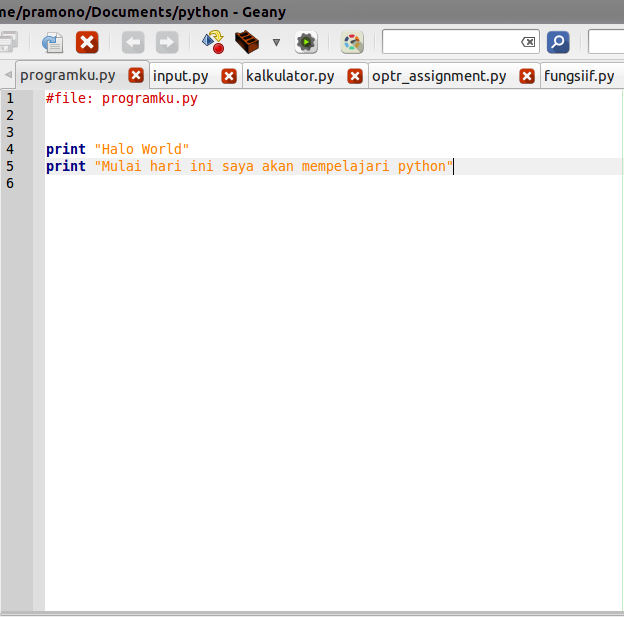 me/pramono/Documents/python - Geany
programku.py input.py kalkulator.py optr_assignment.py fungsiif.py
1 #file: programku.py
2
3
4 print "Halo World"
5 print "Mulai hari ini saya akan mempelajari python"
6